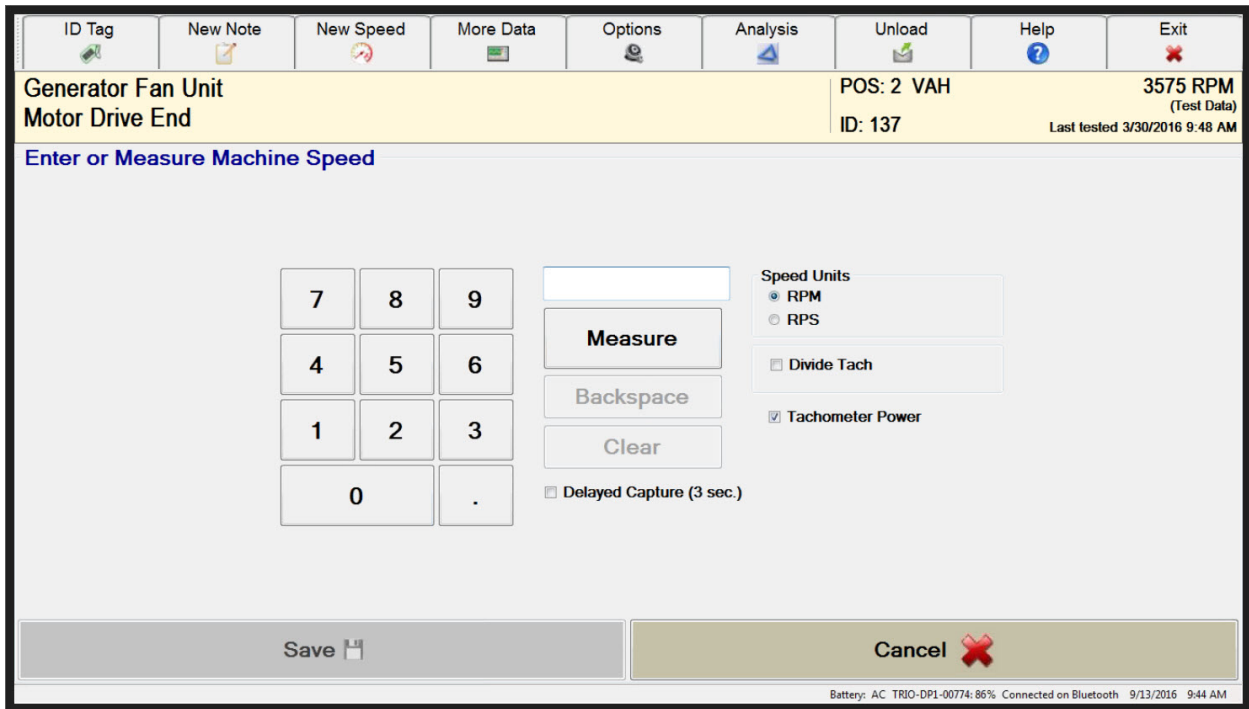 ID Tag New Note New Speed More Data Options Analysis Unload Help Exit
Generator Fan Unit POS: 2 VAH 3575 RPM
(Test Data)
Motor Drive End ID: 137 Last tested 3/30/2016 9:48 AM
Enter or Measure Machine Speed
7 8 9
4 5 6
1 2 3
0 .
Measure
Backspace
Clear
Delayed Capture (3 sec.)
Speed Units
RPM
RPS
Divide Tach
Tachometer Power
Save Cancel
Battery: AC TRIO-DP1-00774: 86% Connected on Bluetooth 9/13/2016 9:44 AM